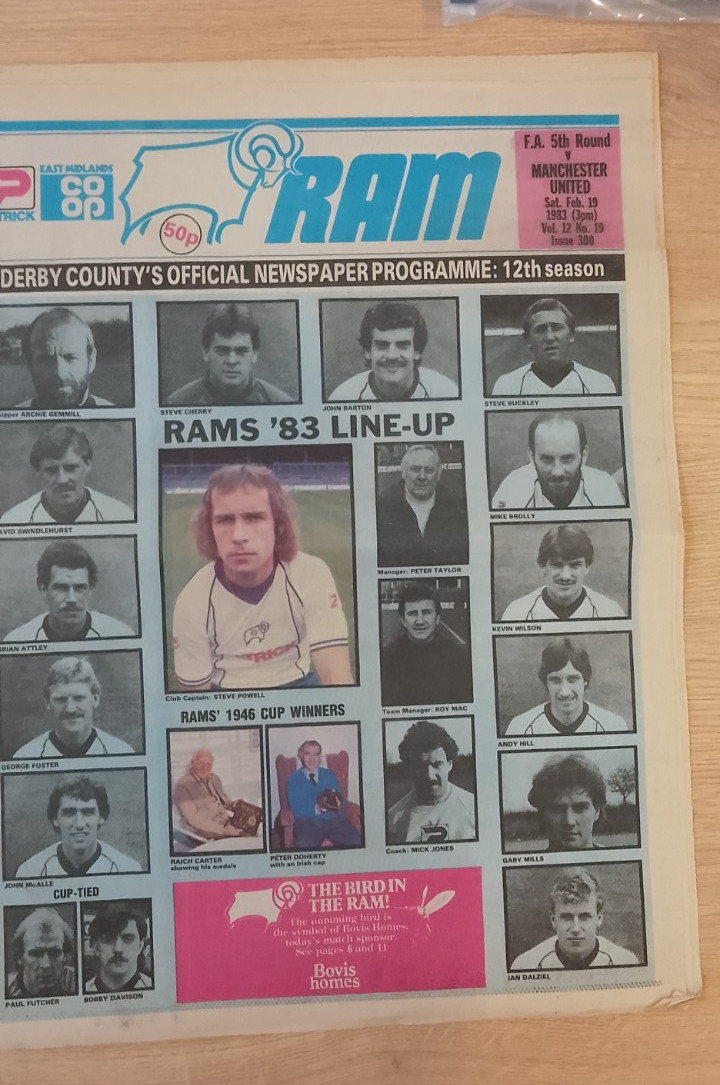 F.A. 5th Round
v
MANCHESTER
UNITED
Sat. Feb. 19
1983 (3pm)
Vol. 12 No. 19
Issue 300
TRICK
EAST MIDLANDS
CO
OP
50p
RAM
DERBY COUNTY'S OFFICIAL NEWSPAPER PROGRAMME: 12th season
ARCHIE GEMMILL
STEVE CHERRY
JOHN BARTON
STEVE BUCKLEY
RAMS '83 LINE-UP
AVID SWINDLEHURST
MIKE BROLLY
Manager: PETER TAYLOR
RIAN ATTLEY
KEVIN WILSON
TRICK
Club Captain: STEVE POWELL
Team Manager: ROY MAC
RAMS' 1946 CUP WINNERS
GEORGE FOSTER
ANDY HILL
RAICH CARTER
showing his medals
PETER DOHERTY
with an Irish cap
Coach: MICK JONES
GARY MILLS
JOHN McALLE
CUP-TIED
PAUL FUTCHER
BOBBY DAVISON
THE BIRD IN
THE RAM!
The humming bird is
the symbol of Bovis Homes,
today's match sponsor.
See pages 6 and 11
Bovis
homes
IAN DALZIEL